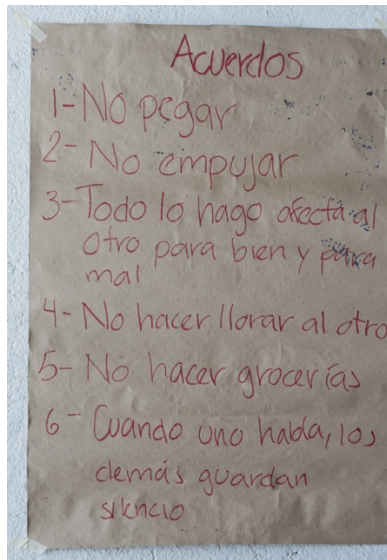 Acuerdos
1-No pegar
2-No empujar
3-Todo lo hago afecta al
otro para bien y para
mal
4-No hacer llorar al otro
5-No hacer grocerías
6-Cuando uno habla, los
demás guardan
silencio